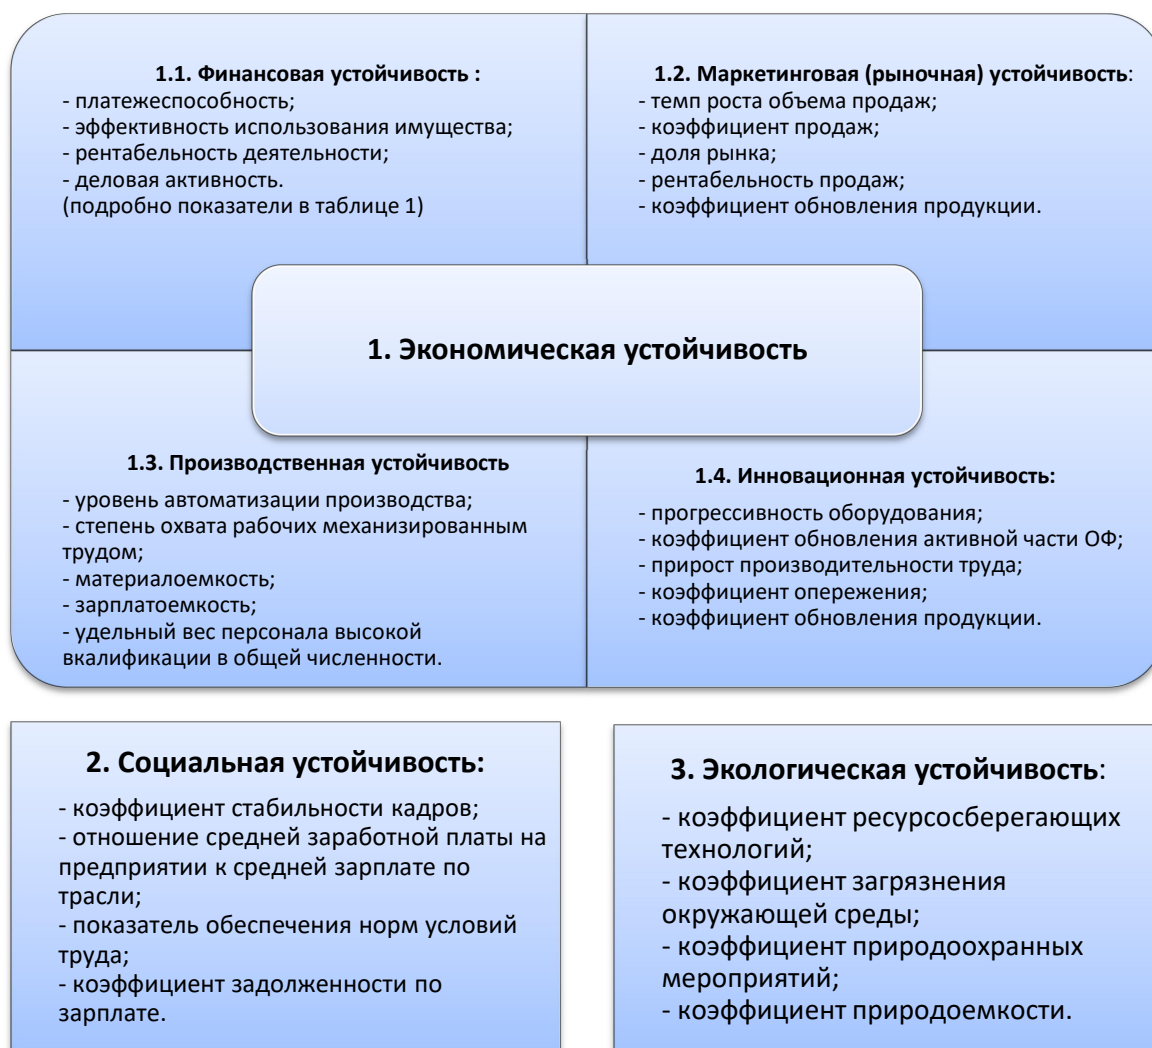 1.1. Финансовая устойчивость :
- платежеспособность;
- эффективность использования имущества;
- рентабельность деятельности;
- деловая активность.
(подробно показатели в таблице 1)
1.2. Маркетинговая (рыночная) устойчивость:
- темп роста объема продаж;
- коэффициент продаж;
- доля рынка;
- рентабельность продаж;
- коэффициент обновления продукции.
1. Экономическая устойчивость
1.3. Производственная устойчивость
- уровень автоматизации производства;
- степень охвата рабочих механизированным
трудом;
- материалоемкость;
- зарплатоемкость;
- удельный вес персонала высокой
вкалификации в общей численности.
1.4. Инновационная устойчивость:
- прогрессивность оборудования;
- коэффициент обновления активной части ОФ;
- прирост производительности труда;
- коэффициент опережения;
- коэффициент обновления продукции.
2. Социальная устойчивость:
- коэффициент стабильности кадров;
- отношение средней заработной платы на
предприятии к средней зарплате по
трасли;
- показатель обеспечения норм условий
труда;
- коэффициент задолженности по
зарплате.
3. Экологическая устойчивость:
- коэффициент ресурсосберегающих
технологий;
- коэффициент загрязнения
окружающей среды;
- коэффициент природоохранных
мероприятий;
- коэффициент природоемкости.